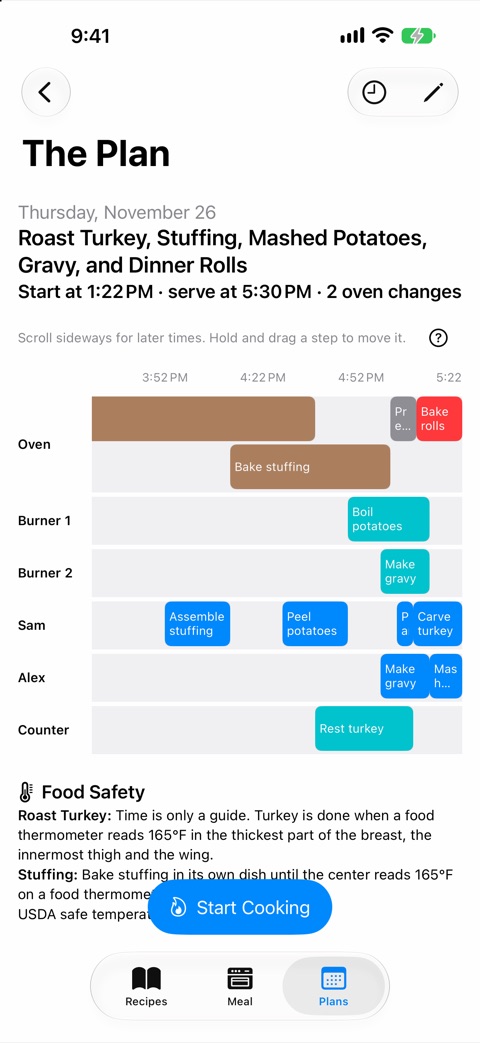 9:41
The Plan
Thursday, November 26
Roast Turkey, Stuffing, Mashed Potatoes,
Gravy, and Dinner Rolls
Start at 1:22 PM · serve at 5:30 PM · 2 oven changes
Scroll sideways for later times. Hold and drag a step to move it.
?
3:52 PM 4:22 PM 4:52 PM 5:22
Oven
Pr
e...
Bake
rolls
Bake stuffing
Burner 1
Boil
potatoes
Burner 2
Make
gravy
Sam
Assemble
stuffing
Peel
potatoes
P
a
Carve
turkey
Alex
Make
gravy
Mas
h...
Counter
Rest turkey
Food Safety
Roast Turkey: Time is only a guide. Turkey is done when a food
thermometer reads 165°F in the thickest part of the breast, the
innermost thigh and the wing.
Stuffing: Bake stuffing in its own dish until the center reads 165°F
on a food thermome
USDA safe temperat
Start Cooking
Recipes
Meal
Plans